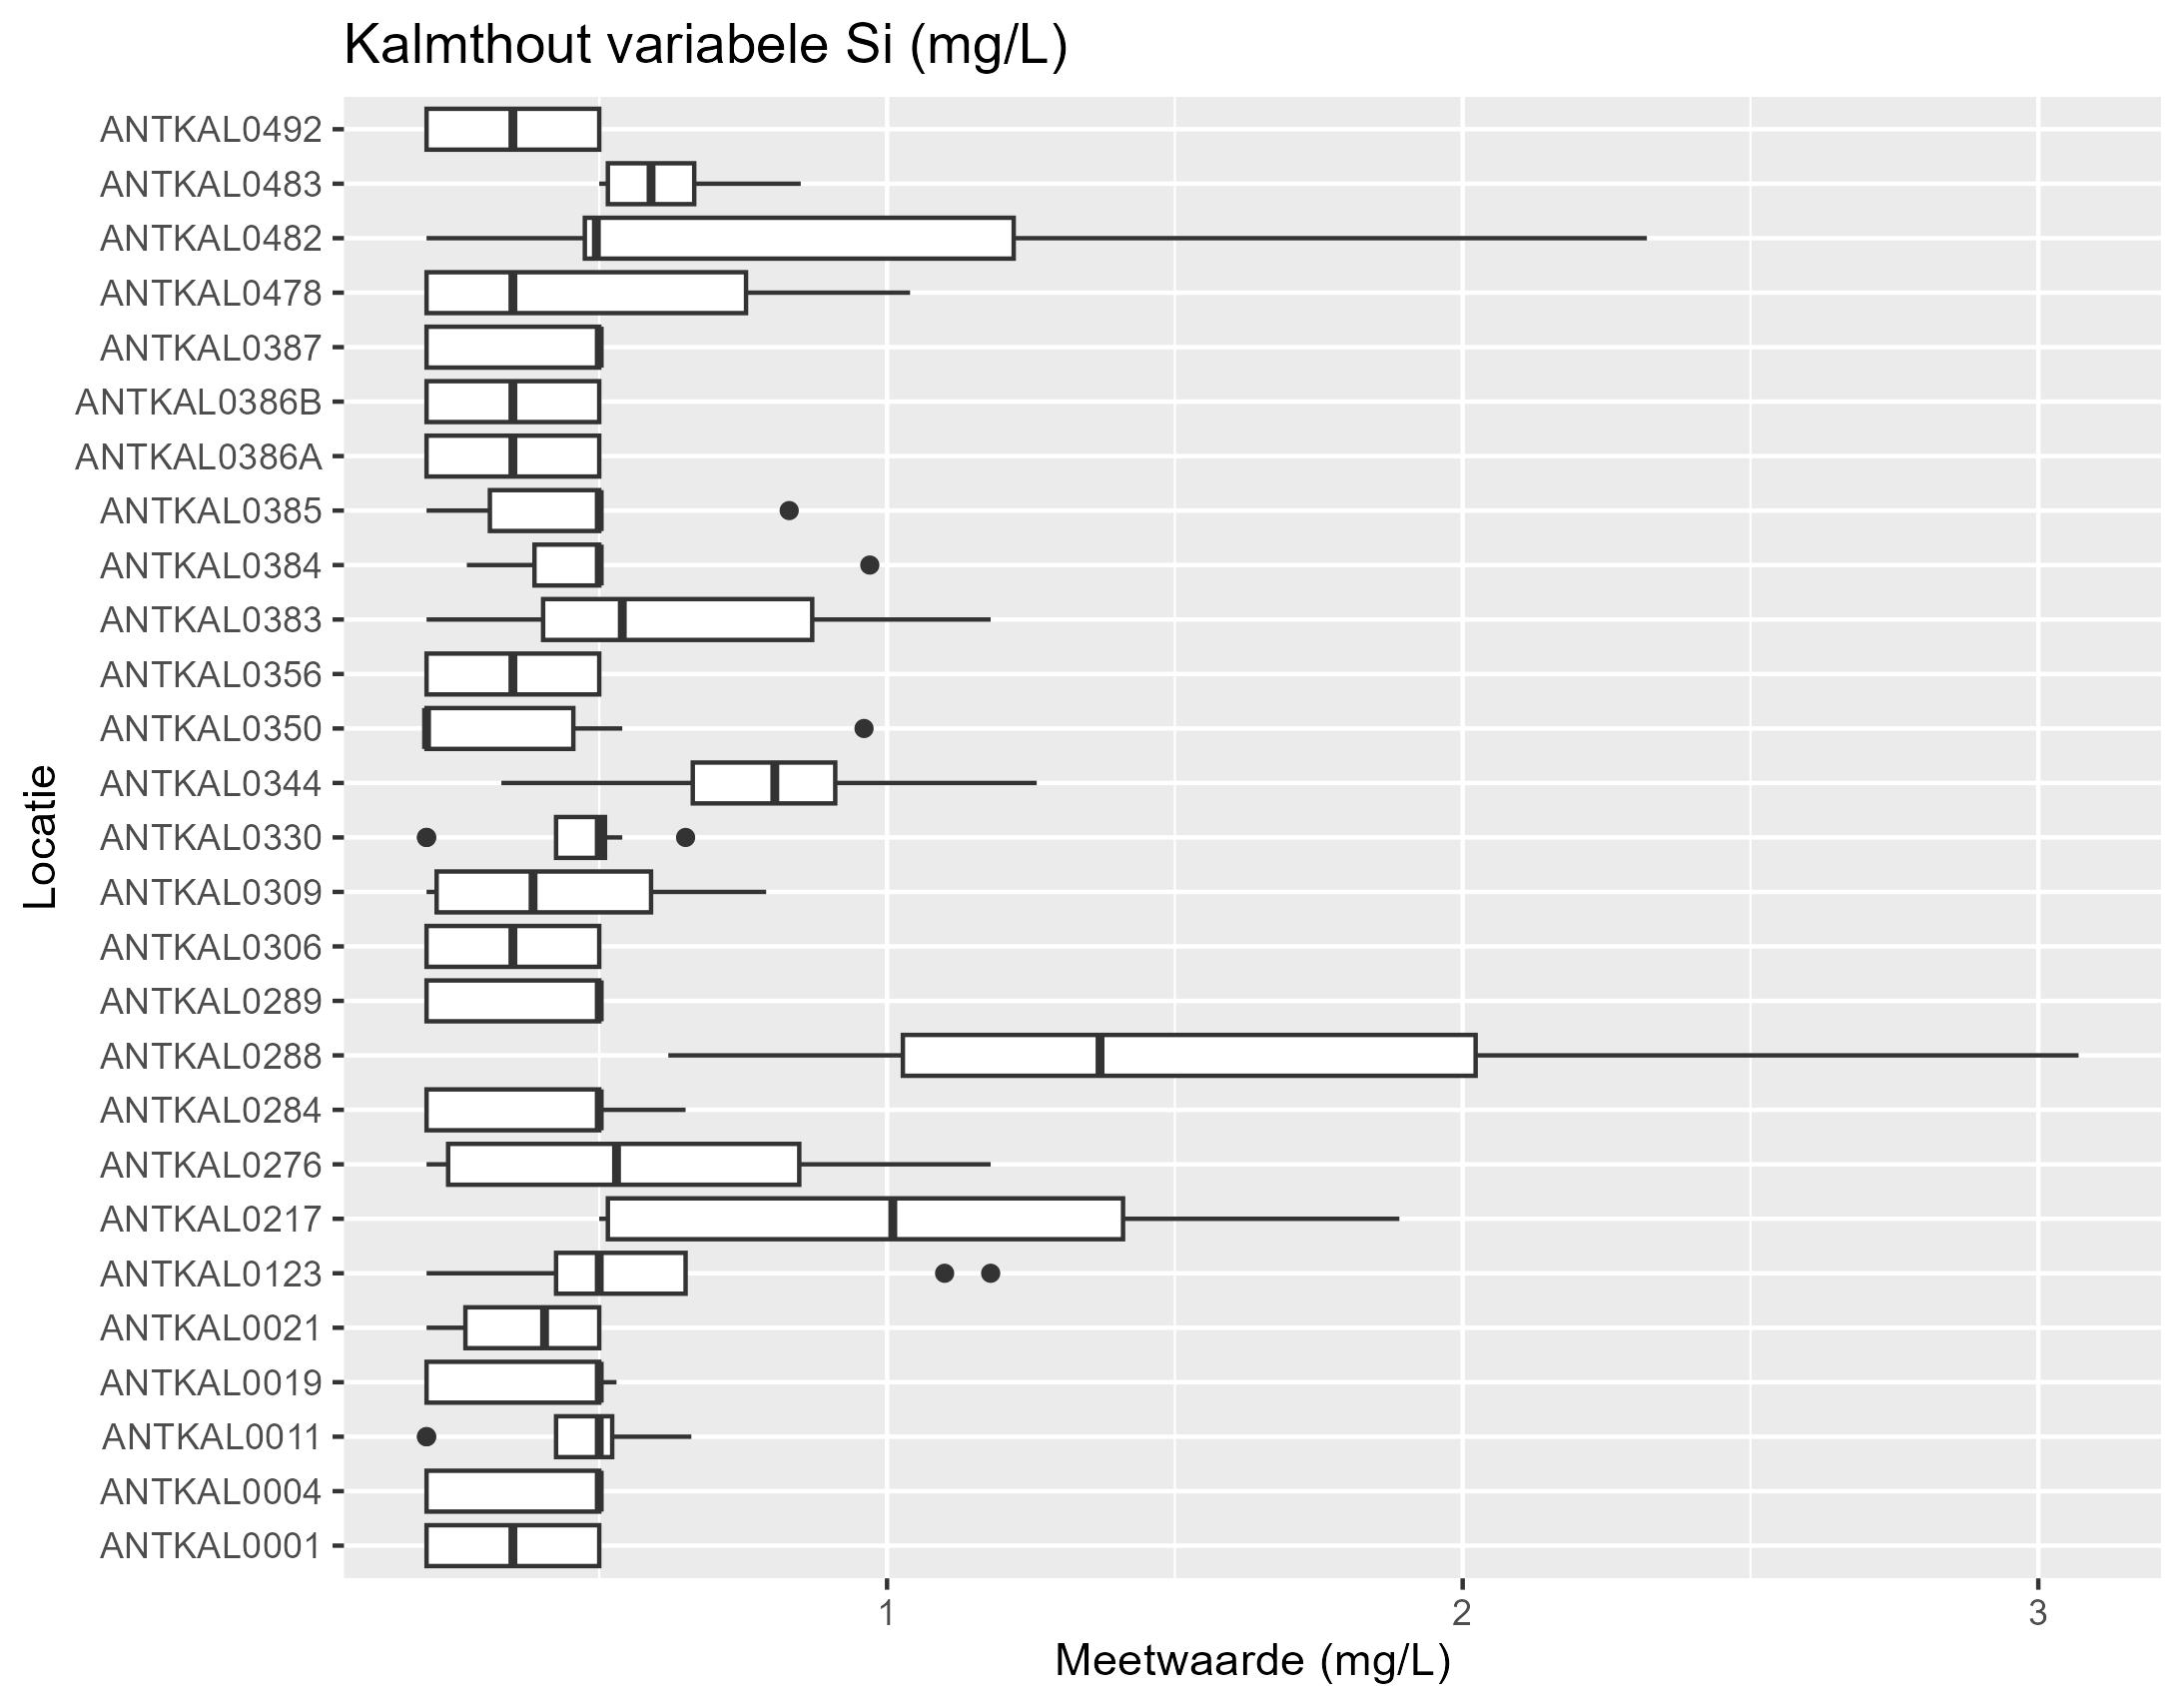 Kalmthout variabele Si (mg/L)
ANTKAL0492
ANTKAL0483
ANTKAL0482
ANTKAL0478
ANTKAL0387
ANTKAL0386B
ANTKAL0386A
ANTKAL0385
ANTKAL0384
ANTKAL0383
ANTKAL0356
ANTKAL0350
ANTKAL0344
ANTKAL0330
ANTKAL0309
ANTKAL0306
ANTKAL0289
ANTKAL0288
ANTKAL0284
ANTKAL0276
ANTKAL0217
ANTKAL0123
ANTKAL0021
ANTKAL0019
ANTKAL0011
ANTKAL0004
ANTKAL0001
Locatie
1 2 3
Meetwaarde (mg/L)